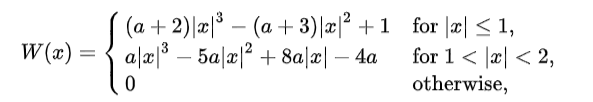 W(x) = { (a + 2)|x|³ − (a + 3)|x|² + 1 for |x| ≤ 1,
a|x|³ − 5a|x|² + 8a|x| − 4a for 1 < |x| < 2,
0 otherwise,